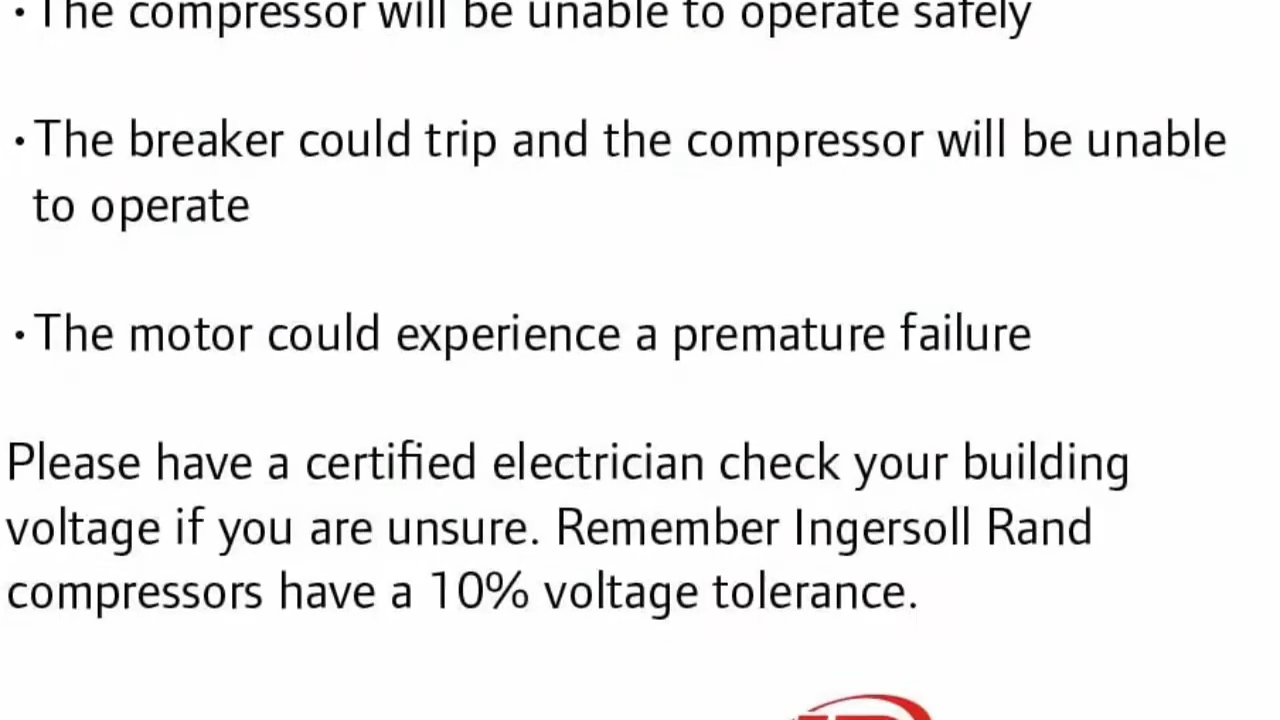 • The compressor will be unable to operate safely
• The breaker could trip and the compressor will be unable
to operate
• The motor could experience a premature failure
Please have a certified electrician check your building
voltage if you are unsure. Remember Ingersoll Rand
compressors have a 10% voltage tolerance.